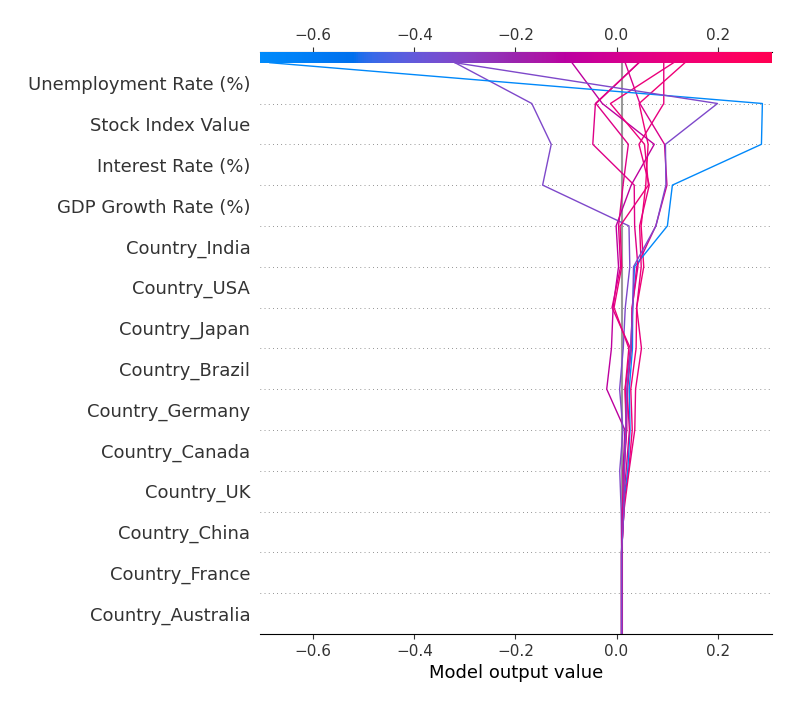 −0.6 −0.4 −0.2 0.0 0.2
Unemployment Rate (%)
Stock Index Value
Interest Rate (%)
GDP Growth Rate (%)
Country_India
Country_USA
Country_Japan
Country_Brazil
Country_Germany
Country_Canada
Country_UK
Country_China
Country_France
Country_Australia
−0.6 −0.4 −0.2 0.0 0.2
Model output value